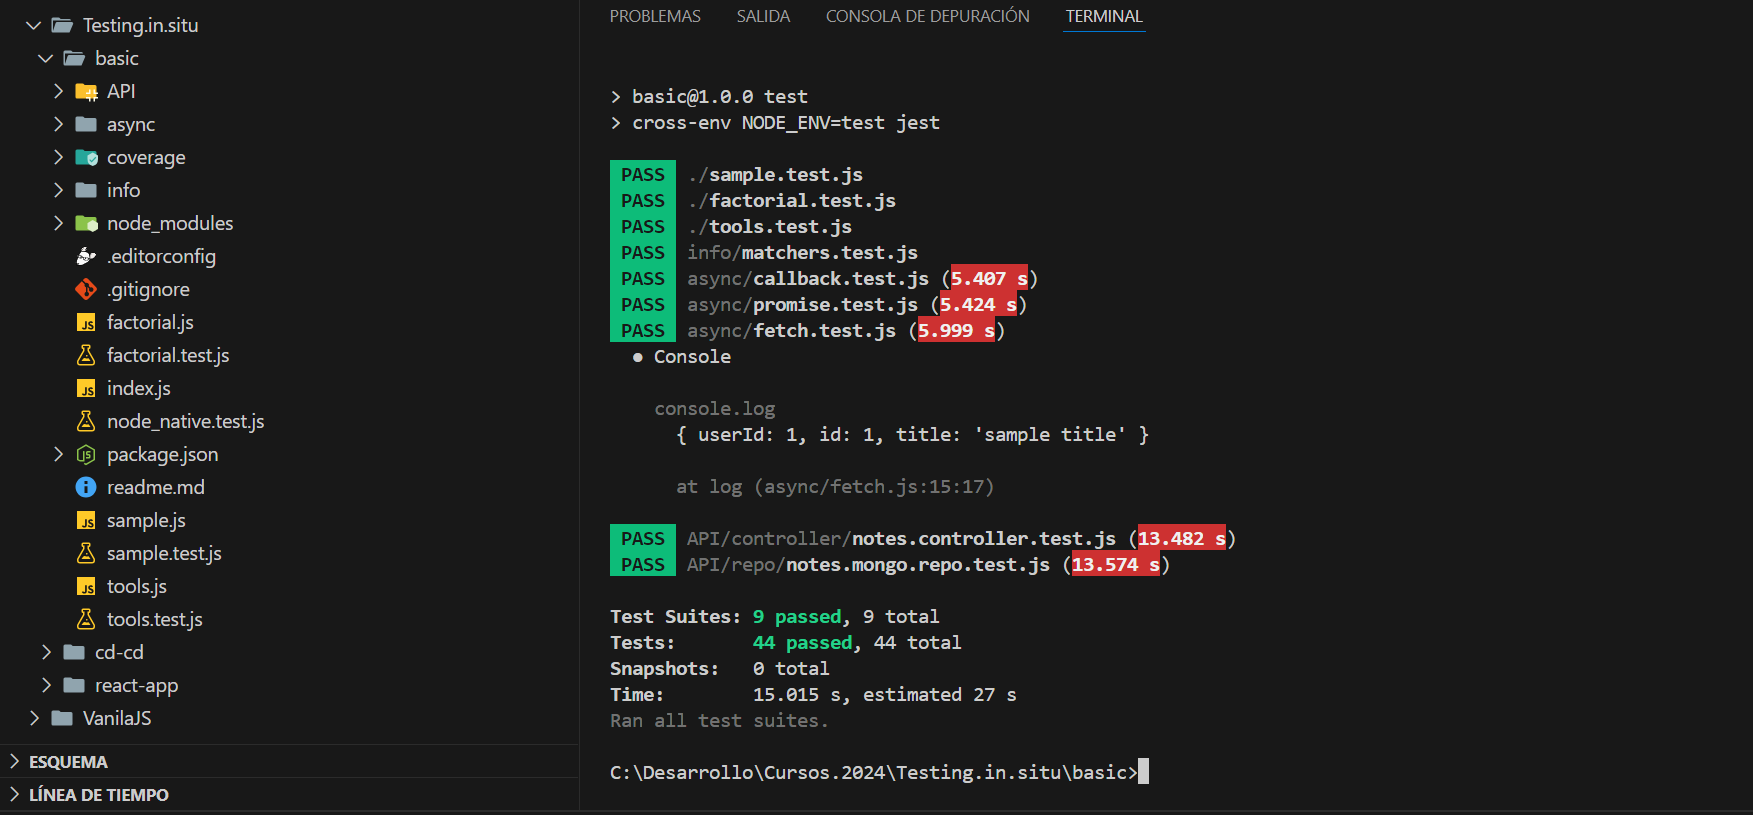 Testing.in.situ
basic
API
async
coverage
info
node_modules
.editorconfig
.gitignore
factorial.js
factorial.test.js
index.js
node_native.test.js
package.json
readme.md
sample.js
sample.test.js
tools.js
tools.test.js
cd-cd
react-app
VanilaJS
ESQUEMA
LÍNEA DE TIEMPO
PROBLEMAS SALIDA CONSOLA DE DEPURACIÓN TERMINAL
> basic@1.0.0 test
> cross-env NODE_ENV=test jest
PASS ./sample.test.js
PASS ./factorial.test.js
PASS ./tools.test.js
PASS info/matchers.test.js
PASS async/callback.test.js (5.407 s)
PASS async/promise.test.js (5.424 s)
PASS async/fetch.test.js (5.999 s)
● Console
console.log
{ userId: 1, id: 1, title: 'sample title' }
at log (async/fetch.js:15:17)
PASS API/controller/notes.controller.test.js (13.482 s)
PASS API/repo/notes.mongo.repo.test.js (13.574 s)
Test Suites: 9 passed, 9 total
Tests: 44 passed, 44 total
Snapshots: 0 total
Time: 15.015 s, estimated 27 s
Ran all test suites.
C:\Desarrollo\Cursos.2024\Testing.in.situ\basic>